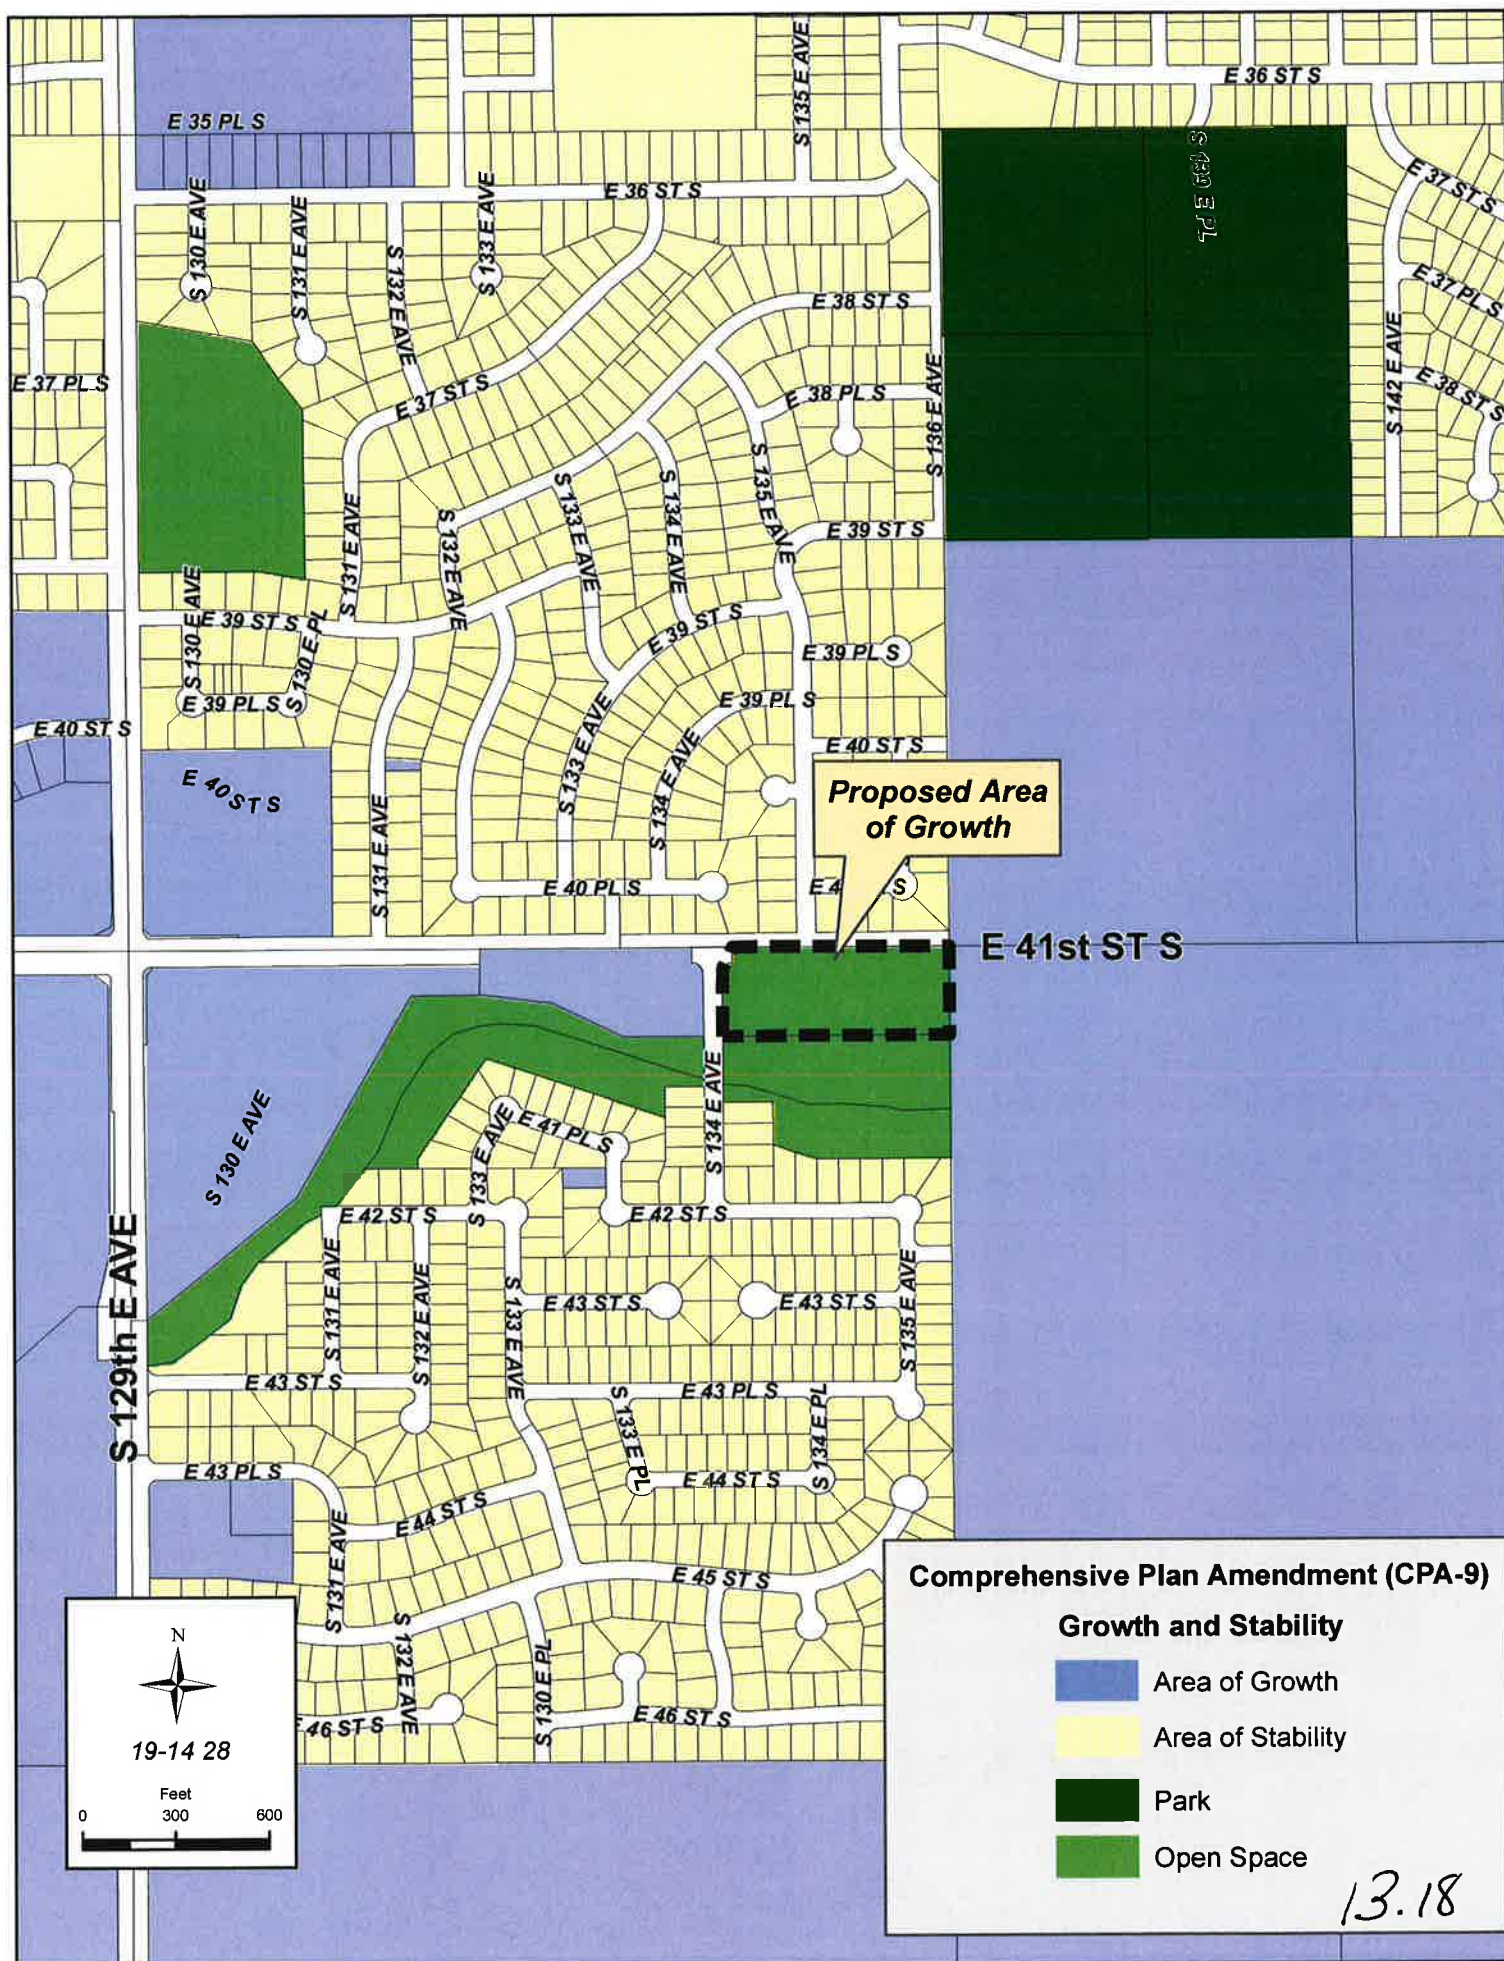 E 36 ST S
S 135 E AVE
E 35 PL S
S 139 E PL
E 37 ST S
E 36 ST S
S 130 E AVE
S 131 E AVE
S 132 E AVE
S 133 E AVE
E 37 PL S
E 38 ST S
S 142 E AVE
E 37 PL S
E 37 ST S
E 38 PL S
S 136 E AVE
E 38 ST S
S 135 E AVE
S 131 E AVE
S 132 E AVE
S 133 E AVE
S 134 E AVE
E 39 ST S
S 130 E AVE
E 39 ST S
S 130 E PL
E 39 ST S
E 39 PL S
E 39 PL S
E 39 PL S
E 40 ST S
E 40 ST S
S 133 E AVE
S 134 E AVE
E 40 ST S
S 131 E AVE
Proposed Area
of Growth
E 40 PL S
E 4
S
E 41st ST S
S 130 E AVE
S 134 E AVE
S 133 E AVE
E 41 PL S
E 42 ST S
E 42 ST S
S 129th E AVE
S 131 E AVE
S 132 E AVE
S 133 E AVE
E 43 ST S
E 43 ST S
S 135 E AVE
E 43 ST S
E 43 PL S
S 133 E PL
S 134 E PL
E 43 PL S
E 44 ST S
E 44 ST S
S 131 E AVE
E 45 ST S
S 132 E AVE
S 130 E PL
E 46 ST S
46 ST S
N
19-14 28
Feet
0 300 600
Comprehensive Plan Amendment (CPA-9)
Growth and Stability
Area of Growth
Area of Stability
Park
Open Space
13.18